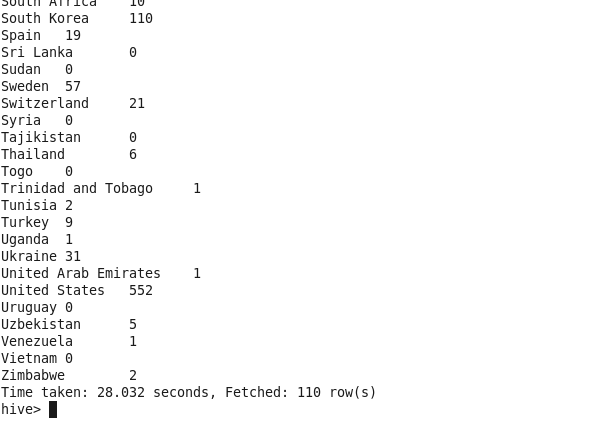 South Africa 10
South Korea 110
Spain 19
Sri Lanka 0
Sudan 0
Sweden 57
Switzerland 21
Syria 0
Tajikistan 0
Thailand 6
Togo 0
Trinidad and Tobago 1
Tunisia 2
Turkey 9
Uganda 1
Ukraine 31
United Arab Emirates 1
United States 552
Uruguay 0
Uzbekistan 5
Venezuela 1
Vietnam 0
Zimbabwe 2
Time taken: 28.032 seconds, Fetched: 110 row(s)
hive>